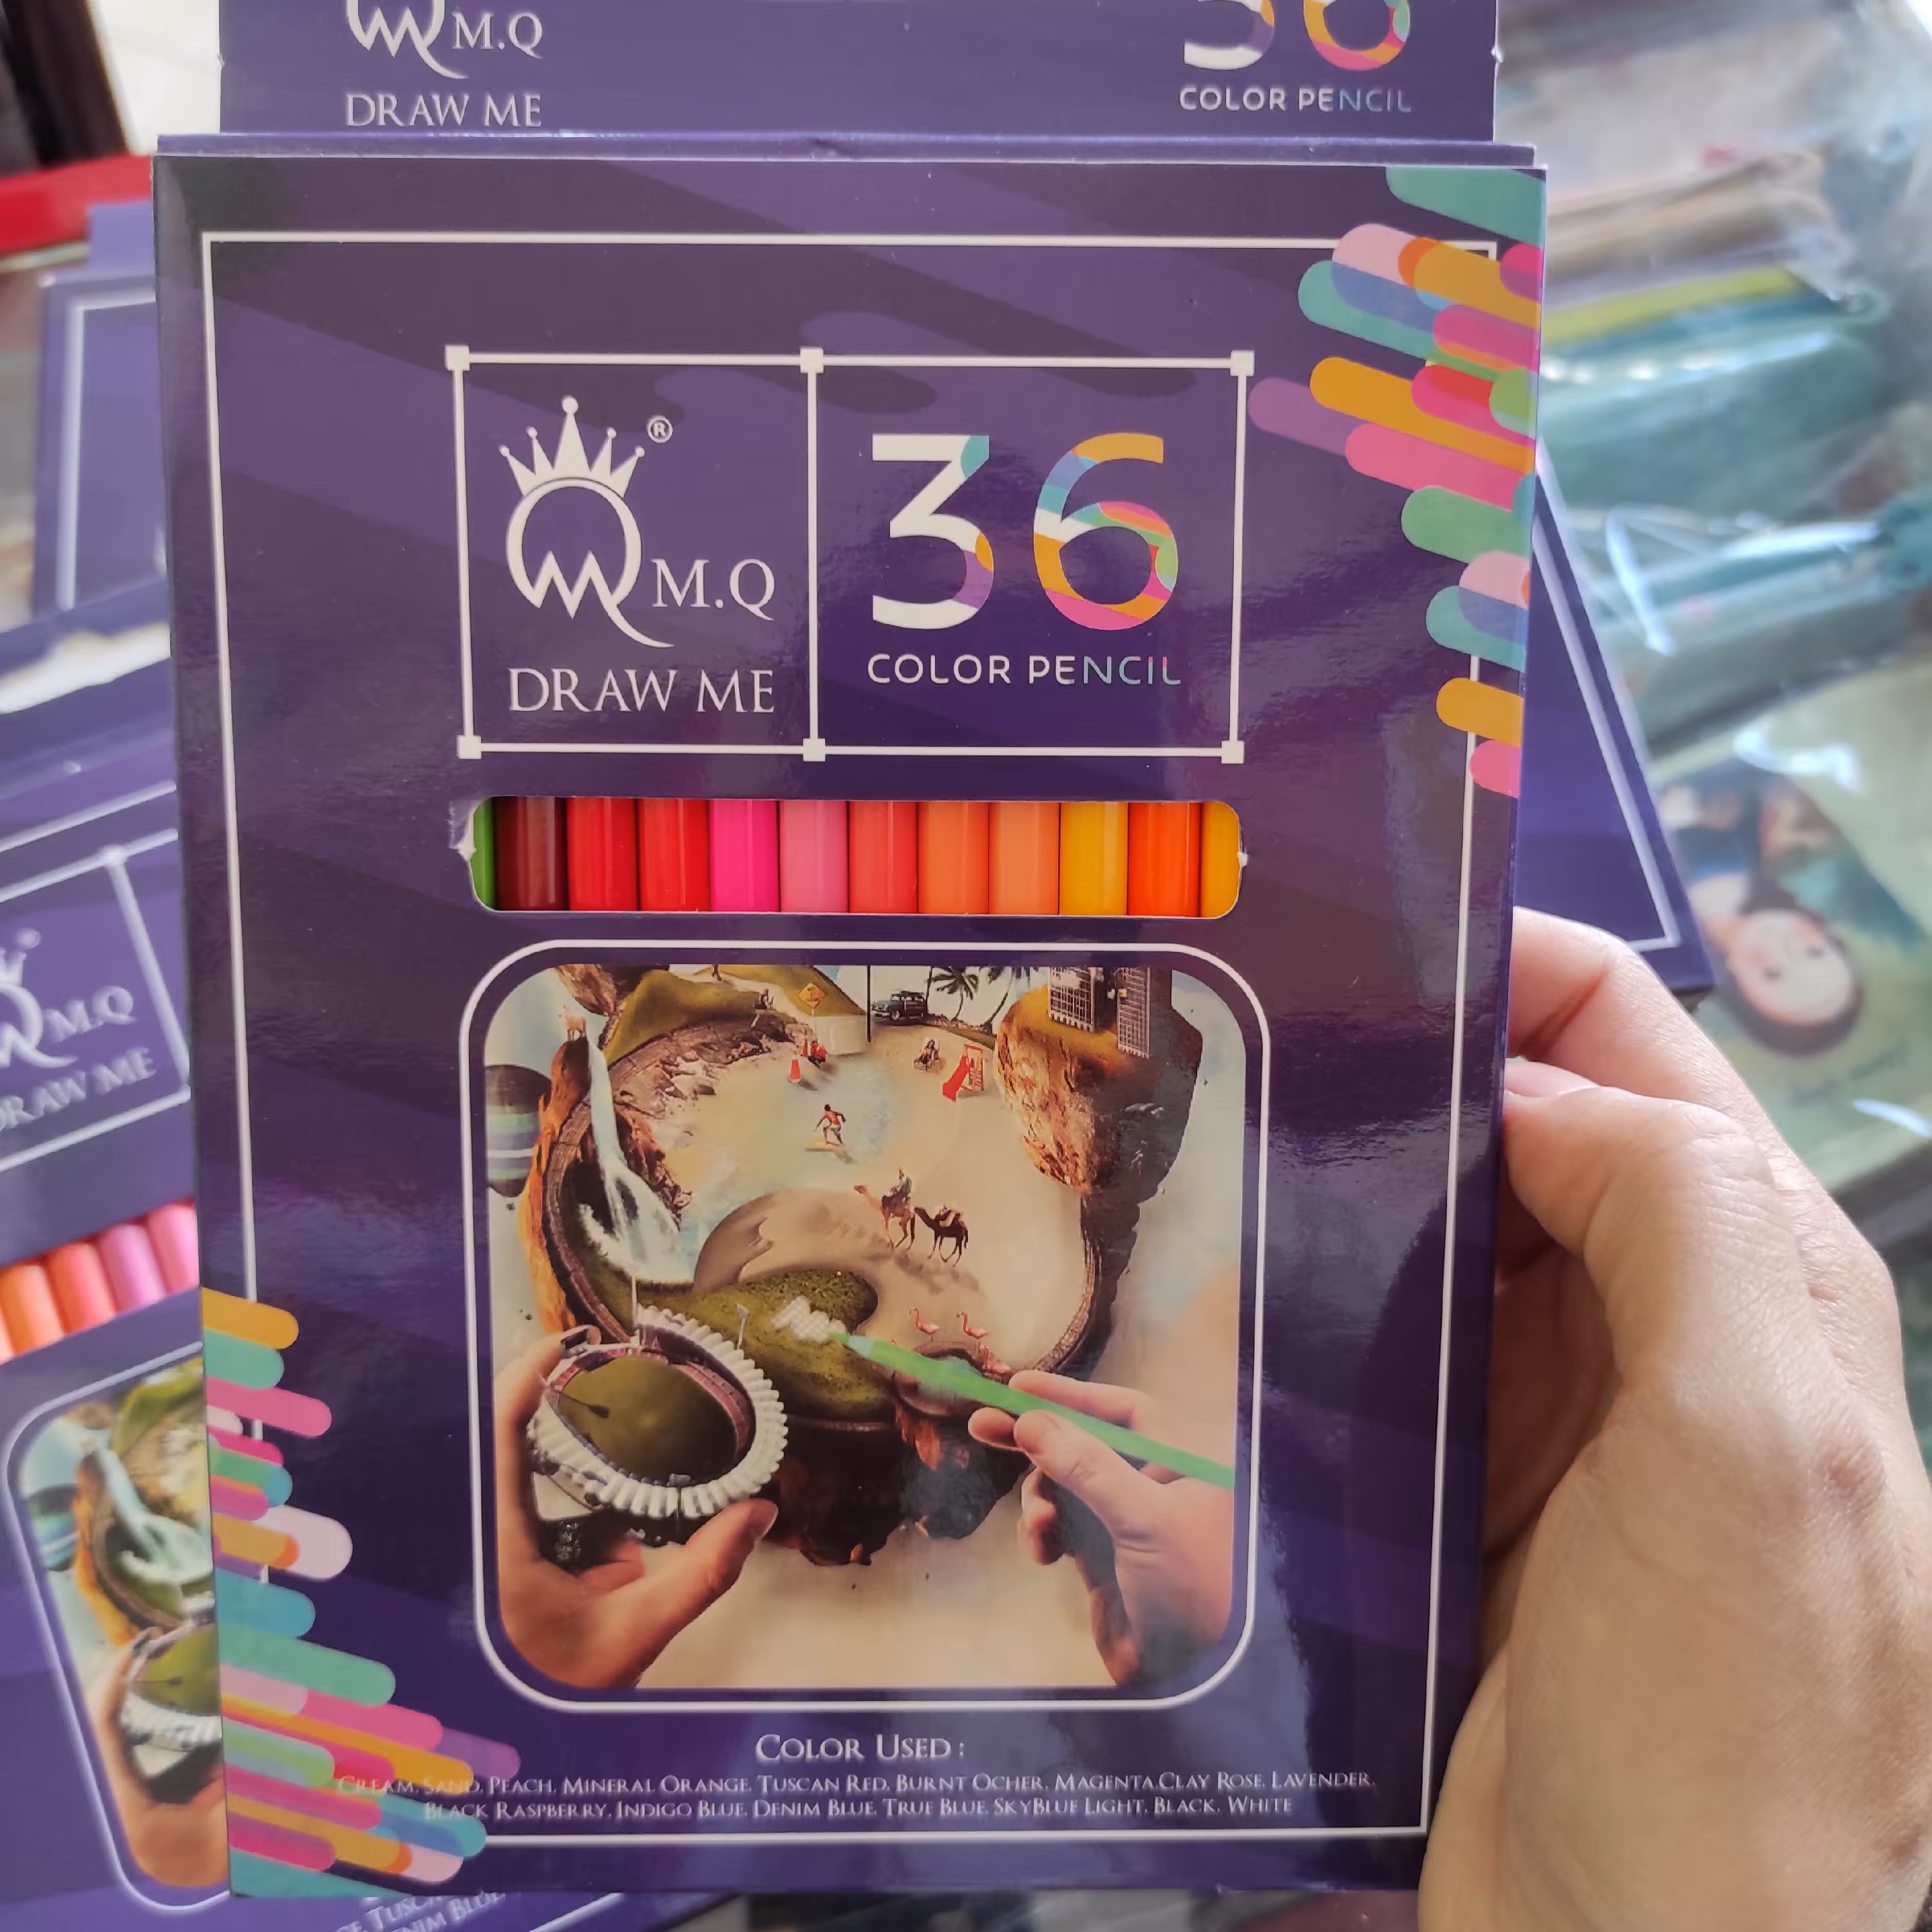 M.Q
DRAW ME
36
COLOR PENCIL
®
M.Q
DRAW ME
36
COLOR PENCIL
M.Q
DRAW ME
COLOR USED :
CREAM, SAND, PEACH, MINERAL ORANGE, TUSCAN RED, BURNT OCHER, MAGENTA,CLAY ROSE, LAVENDER,
BLACK RASPBERRY, INDIGO BLUE, DENIM BLUE, TRUE BLUE, SKYBLUE LIGHT, BLACK, WHITE